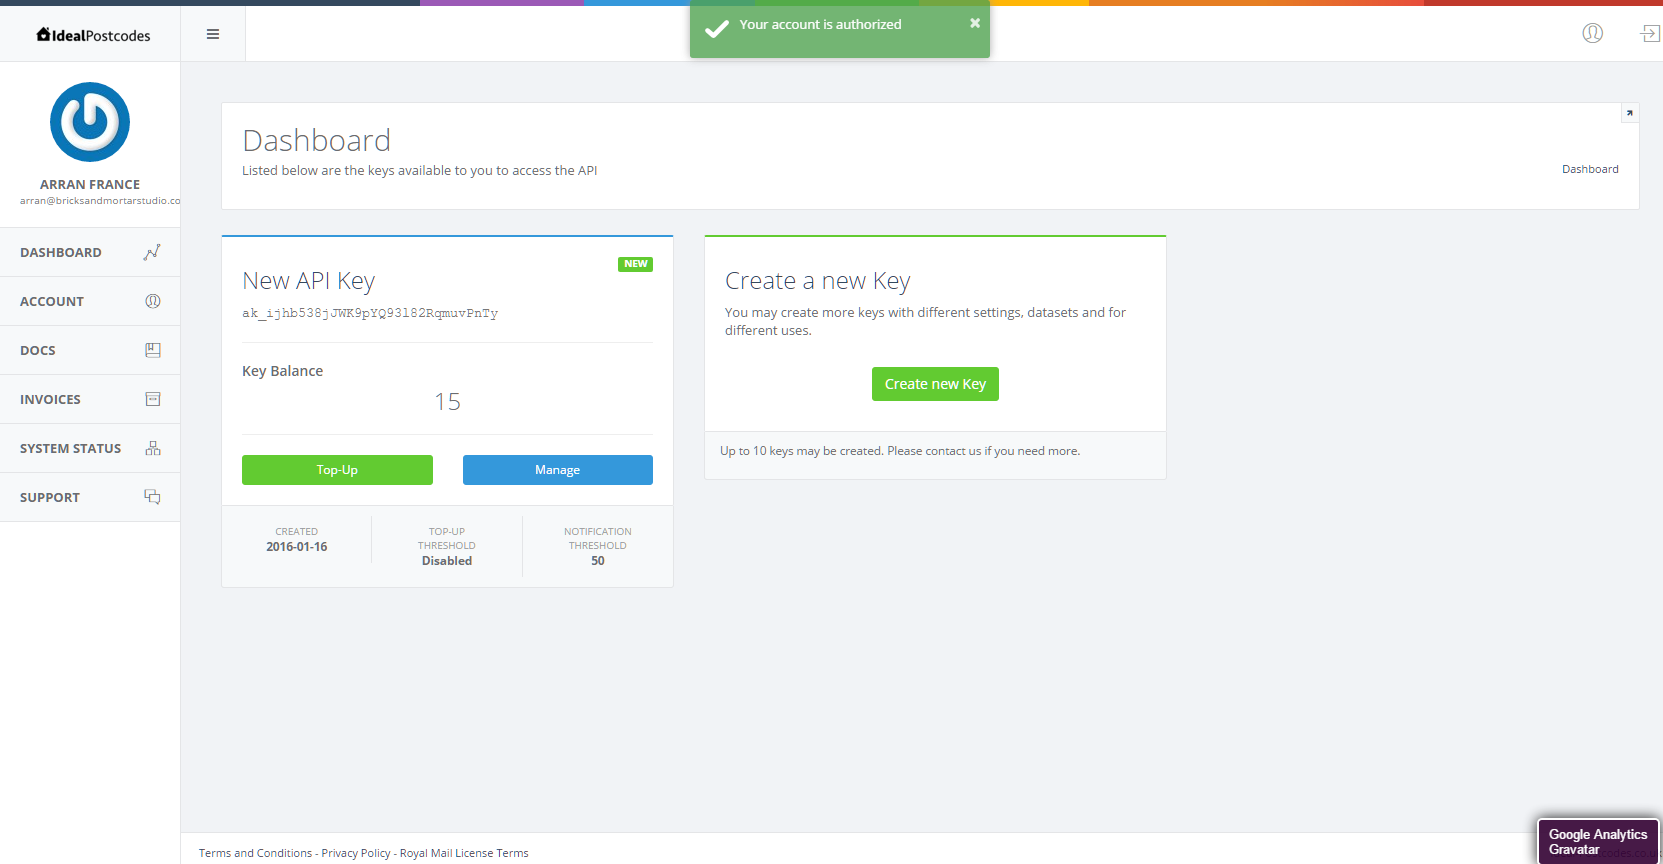 IdealPostcodes
Your account is authorized
ARRAN FRANCE
arran@bricksandmortarstudio.co
DASHBOARD
ACCOUNT
DOCS
INVOICES
SYSTEM STATUS
SUPPORT
Dashboard
Listed below are the keys available to you to access the API
Dashboard
New API Key
NEW
ak_ijhb538jJWK9pYQ93l82RqmuvPnTy
Key Balance
15
Top-Up
Manage
CREATED
2016-01-16
TOP-UP
THRESHOLD
Disabled
NOTIFICATION
THRESHOLD
50
Create a new Key
You may create more keys with different settings, datasets and for
different uses.
Create new Key
Up to 10 keys may be created. Please contact us if you need more.
Terms and Conditions - Privacy Policy - Royal Mail License Terms
Google Analytics
Gravatar